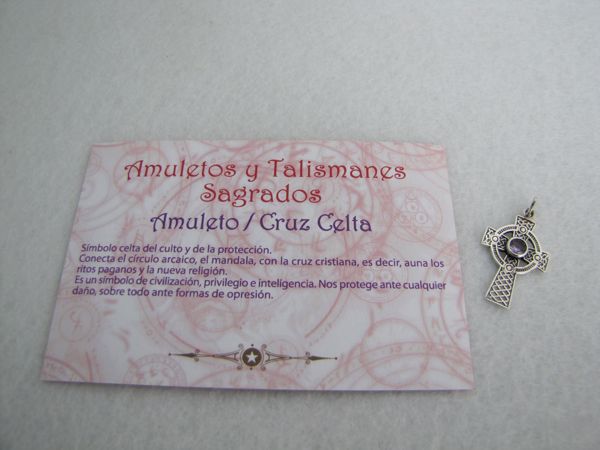 Amuletos y Talismanes
Sagrados
Amuleto / Cruz Celta
Símbolo celta del culto y de la protección.
Conecta el círculo arcaico, el mandala, con la cruz cristiana, es decir, auna los
ritos paganos y la nueva religión.
Es un símbolo de civilización, privilegio e inteligencia. Nos protege ante cualquier
daño, sobre todo ante formas de opresión.